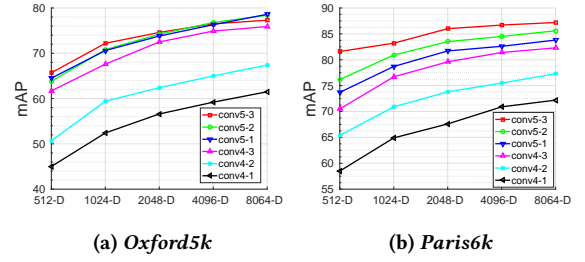 80
70
60
50
40
mAP
conv5-3
conv5-2
conv5-1
conv4-3
conv4-2
conv4-1
512-D 1024-D 2048-D 4096-D 8064-D
(a) Oxford5k
90
85
80
75
70
65
60
55
mAP
conv5-3
conv5-2
conv5-1
conv4-3
conv4-2
conv4-1
512-D 1024-D 2048-D 4096-D 8064-D
(b) Paris6k